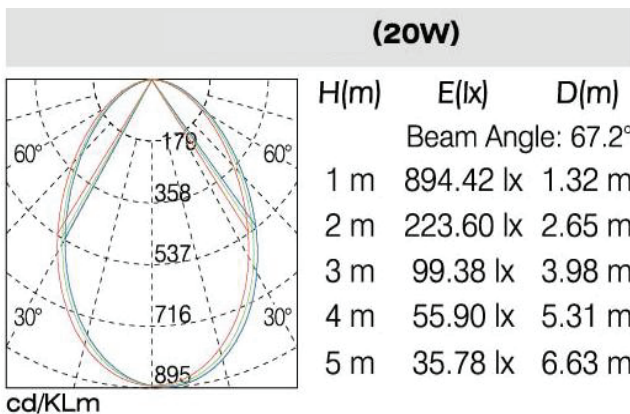 (20W)
H(m) E(lx) D(m)
Beam Angle: 67.2°
1 m 894.42 lx 1.32 m
2 m 223.60 lx 2.65 m
3 m 99.38 lx 3.98 m
4 m 55.90 lx 5.31 m
5 m 35.78 lx 6.63 m
179
60° 60°
358
537
30° 716 30°
895
cd/KLm